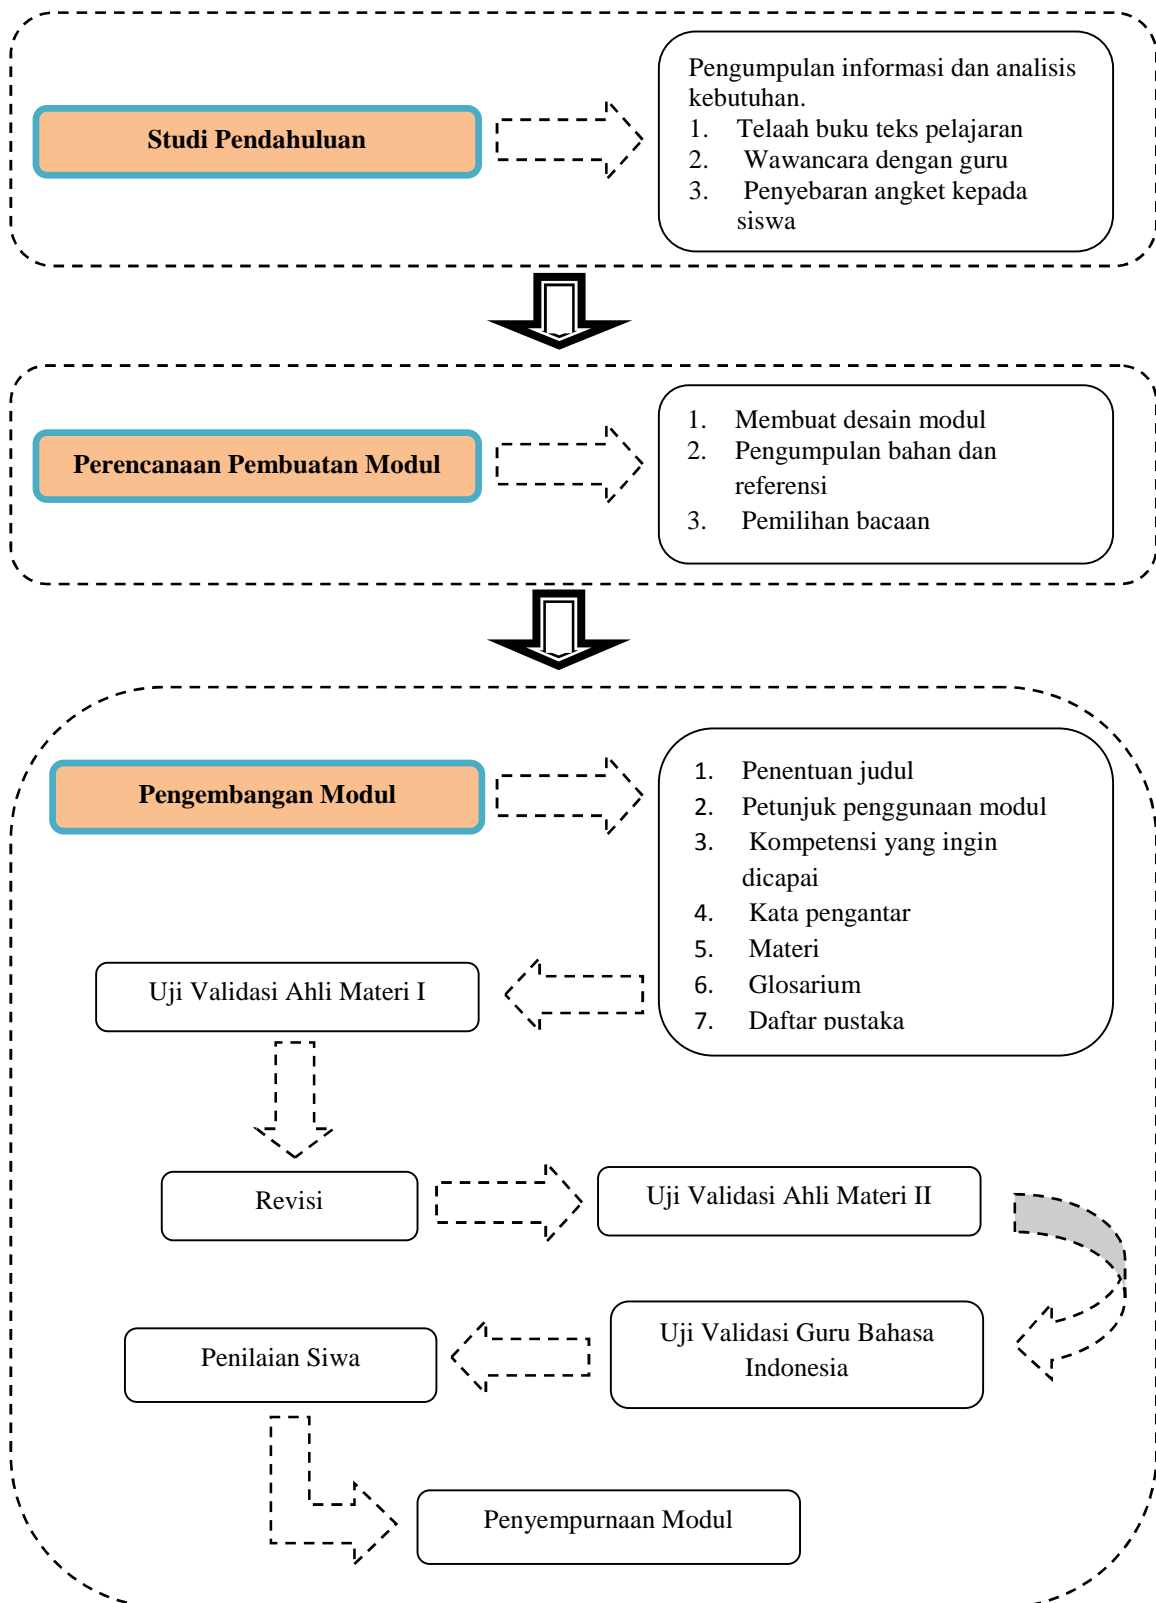 Studi Pendahuluan
Pengumpulan informasi dan analisis
kebutuhan.
1. Telaah buku teks pelajaran
2. Wawancara dengan guru
3. Penyebaran angket kepada
siswa
Perencanaan Pembuatan Modul
1. Membuat desain modul
2. Pengumpulan bahan dan
referensi
3. Pemilihan bacaan
Pengembangan Modul
1. Penentuan judul
2. Petunjuk penggunaan modul
3. Kompetensi yang ingin
dicapai
4. Kata pengantar
5. Materi
6. Glosarium
7. Daftar pustaka
Uji Validasi Ahli Materi I
Revisi
Uji Validasi Ahli Materi II
Uji Validasi Guru Bahasa
Indonesia
Penilaian Siwa
Penyempurnaan Modul